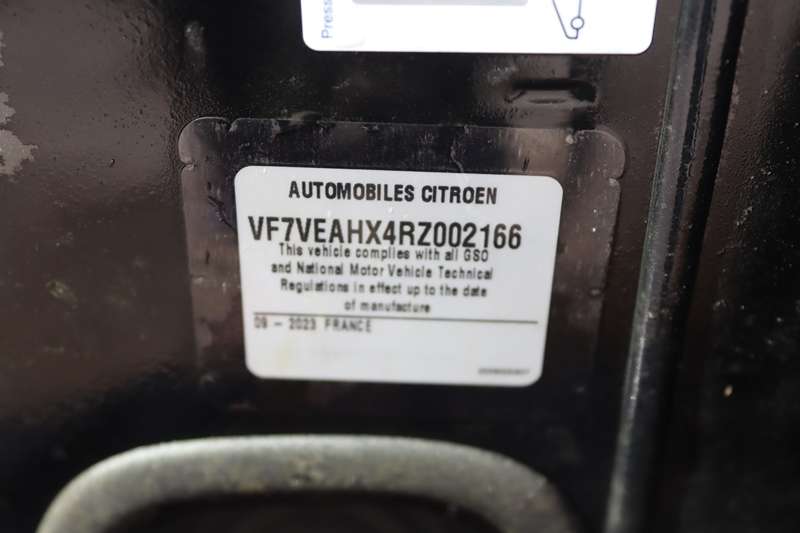 Press
AUTOMOBILES CITROEN
VF7VEAHX4RZ002166
This vehicle complies with all GSO
and National Motor Vehicle Technical
Regulations in effect up to the date
of manufacture
09 - 2023 FRANCE